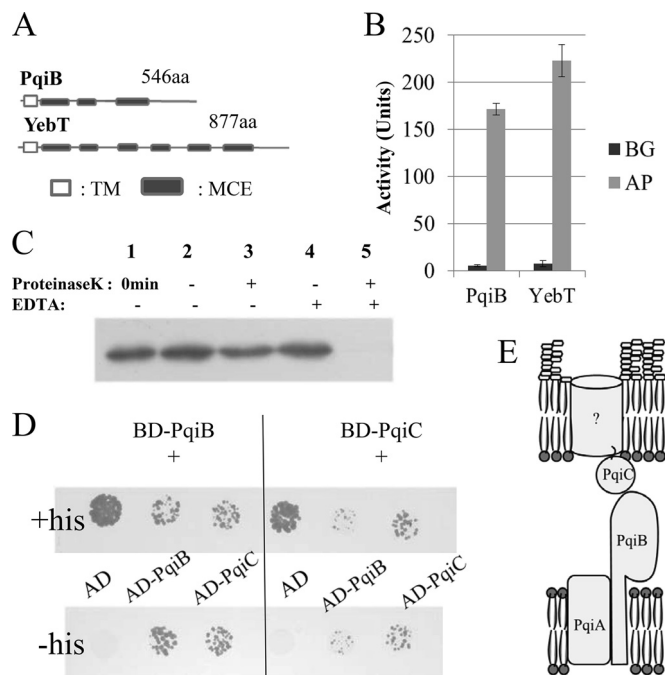 A
PqiB
546aa
YebT
877aa
: TM
: MCE
B
Activity (Units)
250
200
150
100
50
0
PqiB
YebT
BG
AP
C
1 2 3 4 5
ProteinaseK : 0min - + - +
EDTA: - - - + +
D
BD-PqiB
+
BD-PqiC
+
+his
AD
AD-PqiB
AD-PqiC
AD
AD-PqiB
AD-PqiC
-his
E
?
PqiC
PqiB
PqiA